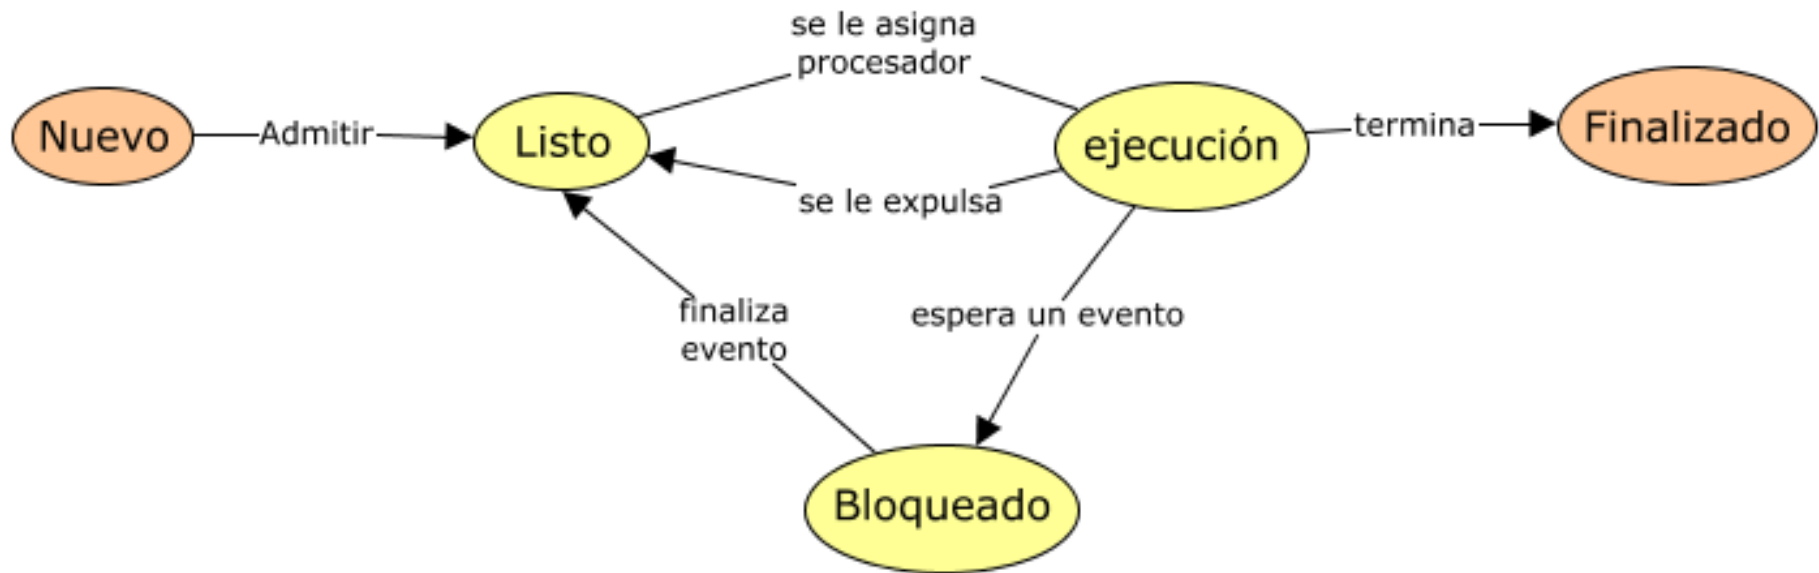 se le asigna
procesador
Nuevo
Admitir
Listo
ejecución
termina
Finalizado
se le expulsa
finaliza
evento
espera un evento
Bloqueado